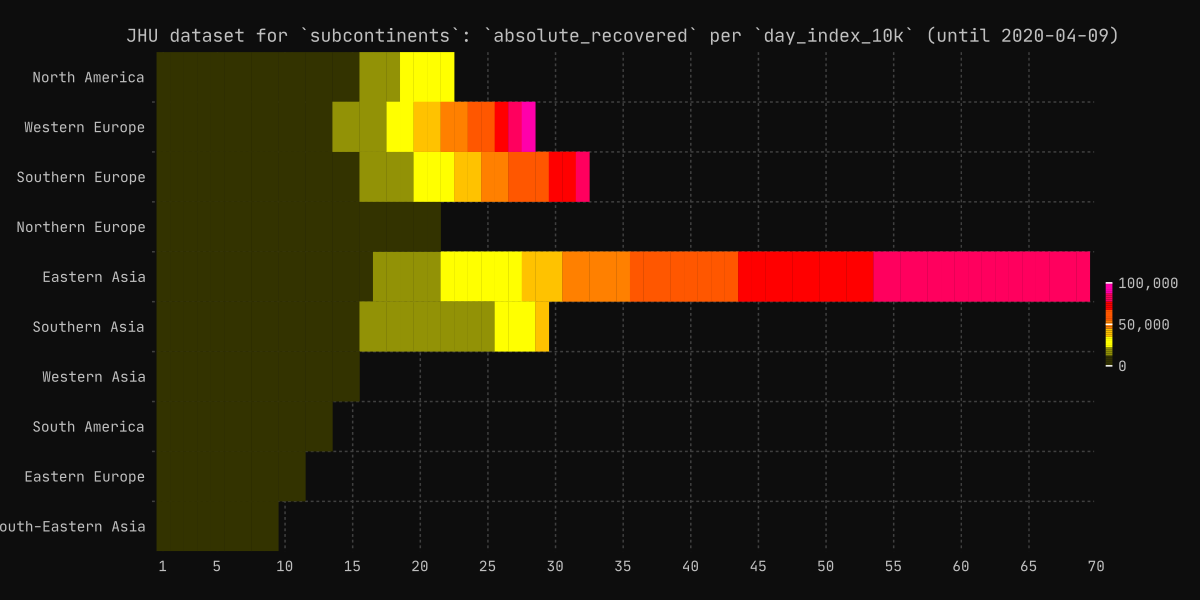 JHU dataset for `subcontinents`: `absolute_recovered` per `day_index_10k` (until 2020-04-09)
North America
Western Europe
Southern Europe
Northern Europe
Eastern Asia
Southern Asia
Western Asia
South America
Eastern Europe
outh-Eastern Asia
100,000
50,000
0
1 5 10 15 20 25 30 35 40 45 50 55 60 65 70